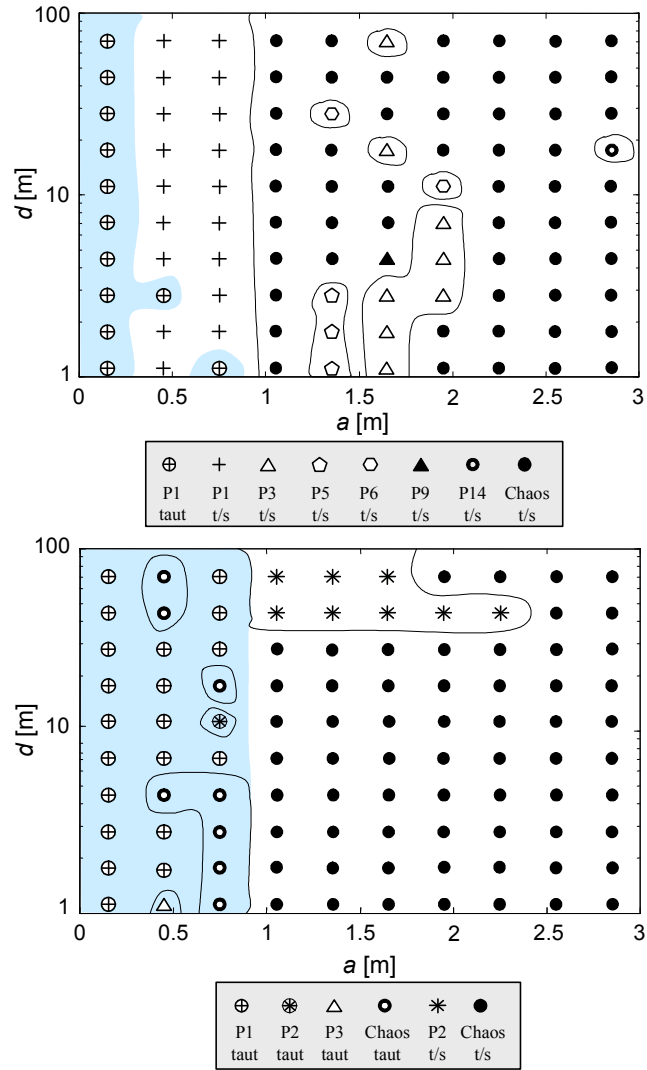 100
10
1
d [m]
0 0.5 1 1.5 2 2.5 3
a [m]
P1 P1 P3 P5 P6 P9 P14 Chaos
taut t/s t/s t/s t/s t/s t/s t/s
100
10
1
d [m]
0 0.5 1 1.5 2 2.5 3
a [m]
P1 P2 P3 Chaos P2 Chaos
taut taut taut taut t/s t/s